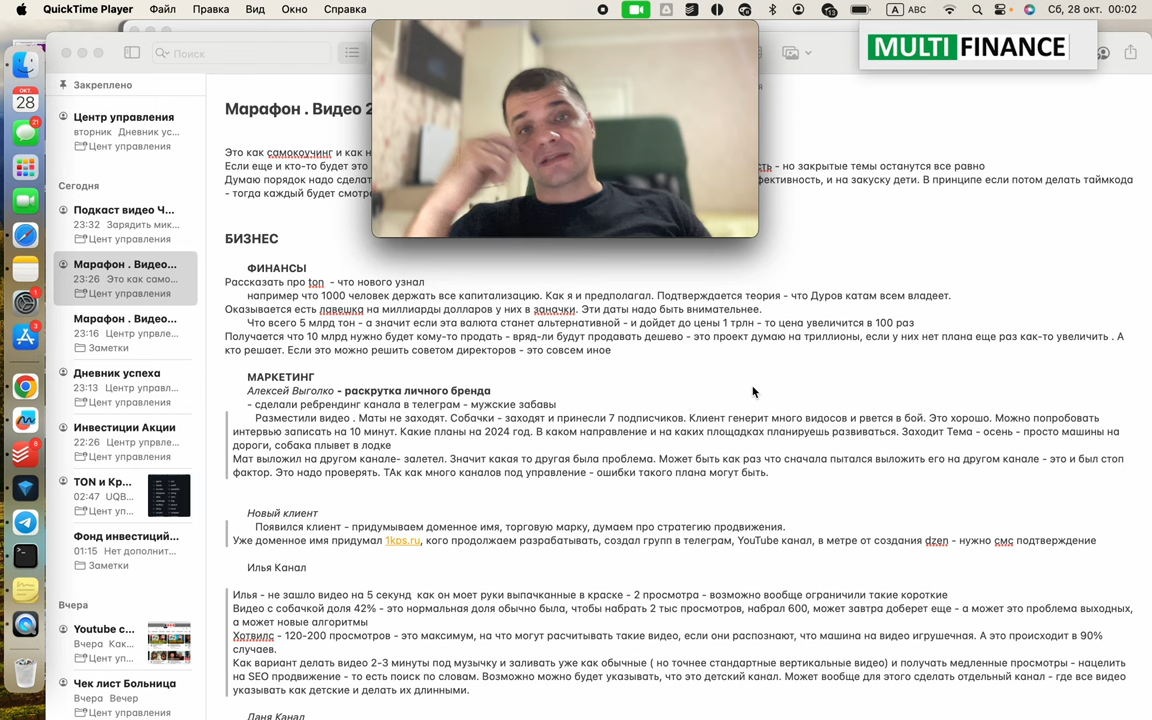 QuickTime Player Файл Правка Вид Окно Справка
13 A ABC Сб, 28 окт. 00:02
MULTI FINANCE
Поиск
ОКТ.
28
21
1
3
8
Закреплено
Центр управления
вторник Дневник ус...
Центр управления
Сегодня
Подкаст видео Ч...
23:32 Зарядить мик...
Цент управления
Марафон . Видео...
23:26 Это как само...
Цент управления
Марафон . Видео...
23:16 Центр упрвле...
Заметки
Дневник успеха
23:13 Центр управл...
Цент управления
Инвестиции Акции
22:26 Центр упрвле...
Цент управления
TON и Кр...
02:47 UQB...
Цент уп...
Фонд инвестиций...
01:15 Нет дополнит...
Заметки
Вчера
Youtube с...
Вчера Как...
Цент уп...
Чек лист Больница
Вчера Вечер
Цент управления
Марафон . Видео 2
Это как самокоучинг и как н
Если еще и кто-то будет это сть - но закрытые темы останутся все равно
Думаю порядок надо сделат фективность, и на закуску дети. В принципе если потом делать таймкода
- тогда каждый будет смотре
БИЗНЕС
ФИНАНСЫ
Рассказать про ton - что нового узнал
например что 1000 человек держать все капитализацию. Как я и предполагал. Подтверждается теория - что Дуров катам всем владеет.
Оказывается есть лавешка на миллиарды долларов у них в заначки. Эти даты надо быть внимательнее.
Что всего 5 млрд тон - а значит если эта валюта станет альтернативной - и дойдет до цены 1 трлн - то цена увеличится в 100 раз
Получается что 10 млрд нужно будет кому-то продать - вряд-ли будут продавать дешево - это проект думаю на триллионы, если у них нет плана еще раз как-то увеличить . А
кто решает. Если это можно решить советом директоров - это совсем иное
МАРКЕТИНГ
Алексей Выголко - раскрутка личного бренда
- сделали ребрендинг канала в телеграм - мужские забавы
Разместили видео . Маты не заходят. Собачки - заходят и принесли 7 подписчиков. Клиент генерит много видосов и рвется в бой. Это хорошо. Можно попробовать
интервью записать на 10 минут. Какие планы на 2024 год. В каком направление и на каких площадках планируешь развиваться. Заходит Тема - осень - просто машины на
дороги, собака плывет в лодке
Мат выложил на другом канале- залетел. Значит какая то другая была проблема. Может быть как раз что сначала пытался выложить его на другом канале - это и был стоп
фактор. Это надо проверять. ТАк как много каналов под управление - ошибки такого плана могут быть.
Новый клиент
Появился клиент - придумываем доменное имя, торговую марку, думаем про стратегию продвижения.
Уже доменное имя придумал 1kps.ru, кого продолжаем разрабатывать, создал групп в телеграм, YouTube канал, в метре от создания dzen - нужно смс подтверждение
Илья Канал
Илья - не зашло видео на 5 секунд как он моет руки выпачканные в краске - 2 просмотра - возможно вообще ограничили такие короткие
Видео с собачкой доля 42% - это нормальная доля обычно была, чтобы набрать 2 тыс просмотров, набрал 600, может завтра доберет еще - а может это проблема выходных,
а может новые алгоритмы
Хотвилс - 120-200 просмотров - это максимум, на что могут расчитывать такие видео, если они распознают, что машина на видео игрушечная. А это происходит в 90%
случаев.
Как вариант делать видео 2-3 минуты под музычку и заливать уже как обычные ( но точнее стандартные вертикальные видео) и получать медленные просмотры - нацелить
на SEO продвижение - то есть поиск по словам. Возможно можно будет указывать, что это детский канал. Может вообще для этого сделать отдельный канал - где все видео
указывать как детские и делать их длинными.
Даня Канал